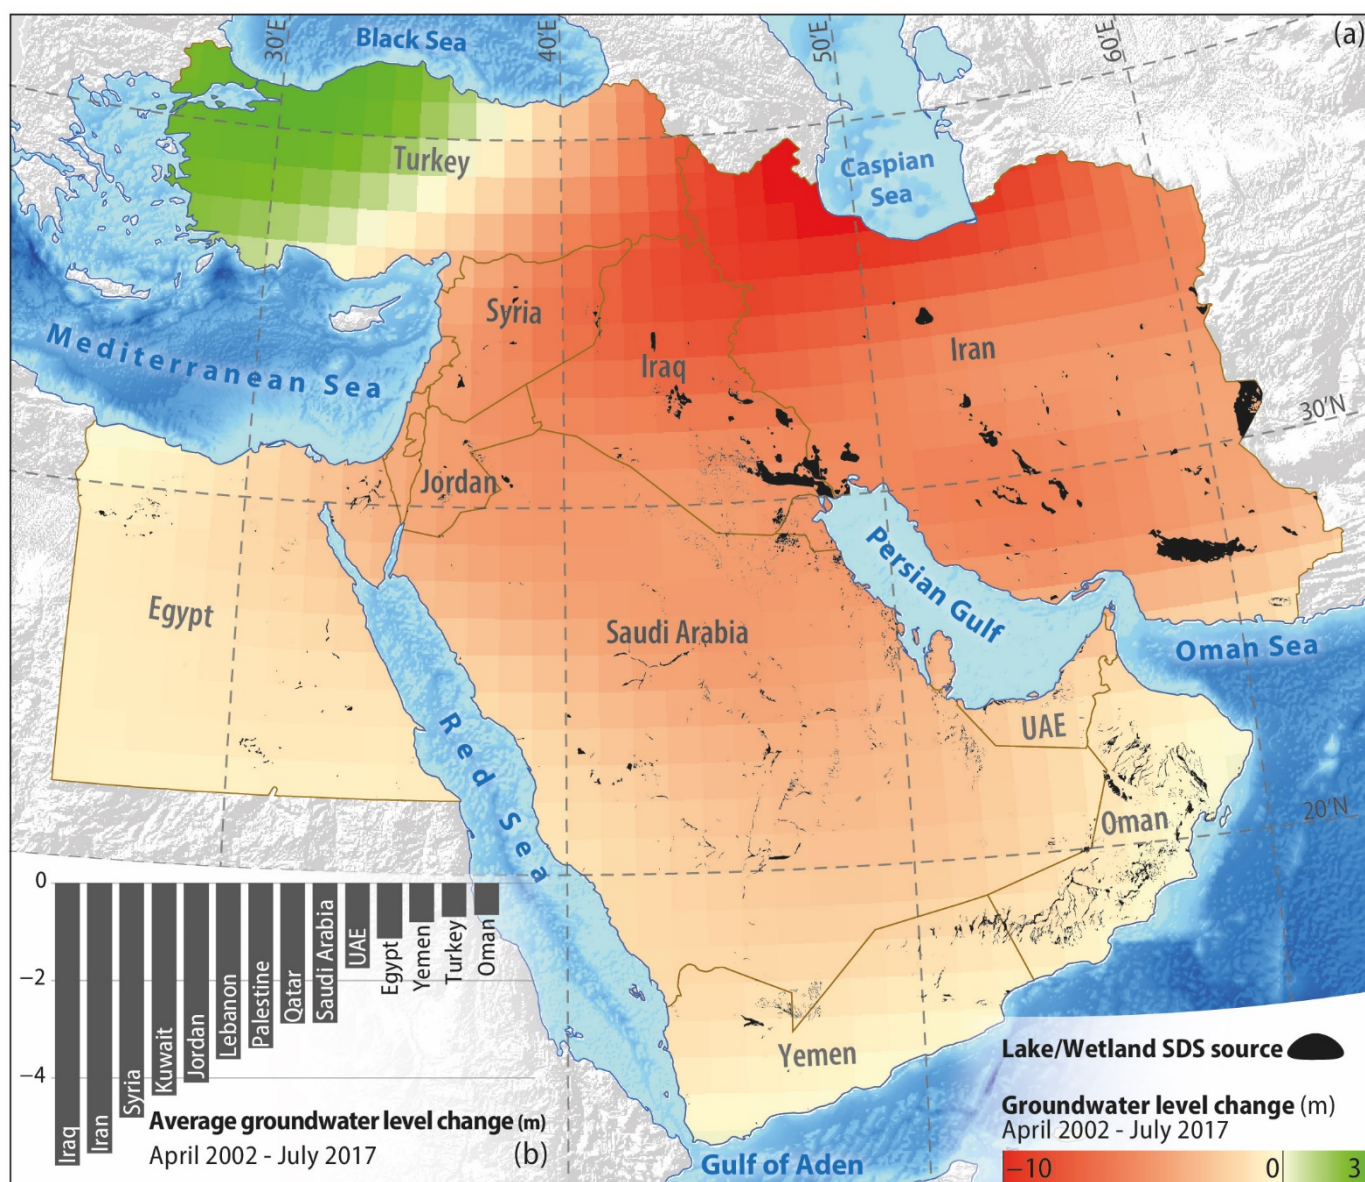 (a)
30'E
40'E
50'E
60'E
Black Sea
Turkey
Caspian
Sea
Syria
Iraq
Iran
Mediterranean Sea
30'N
Jordan
Persian Gulf
Egypt
Saudi Arabia
Oman Sea
Red Sea
UAE
Oman
20'N
Yemen
Gulf of Aden
0
−2
−4
Iraq
Iran
Syria
Kuwait
Jordan
Lebanon
Palestine
Qatar
Saudi Arabia
UAE
Egypt
Yemen
Turkey
Oman
Average groundwater level change (m)
April 2002 - July 2017
(b)
Lake/Wetland SDS source
Groundwater level change (m)
April 2002 - July 2017
−10 0 3